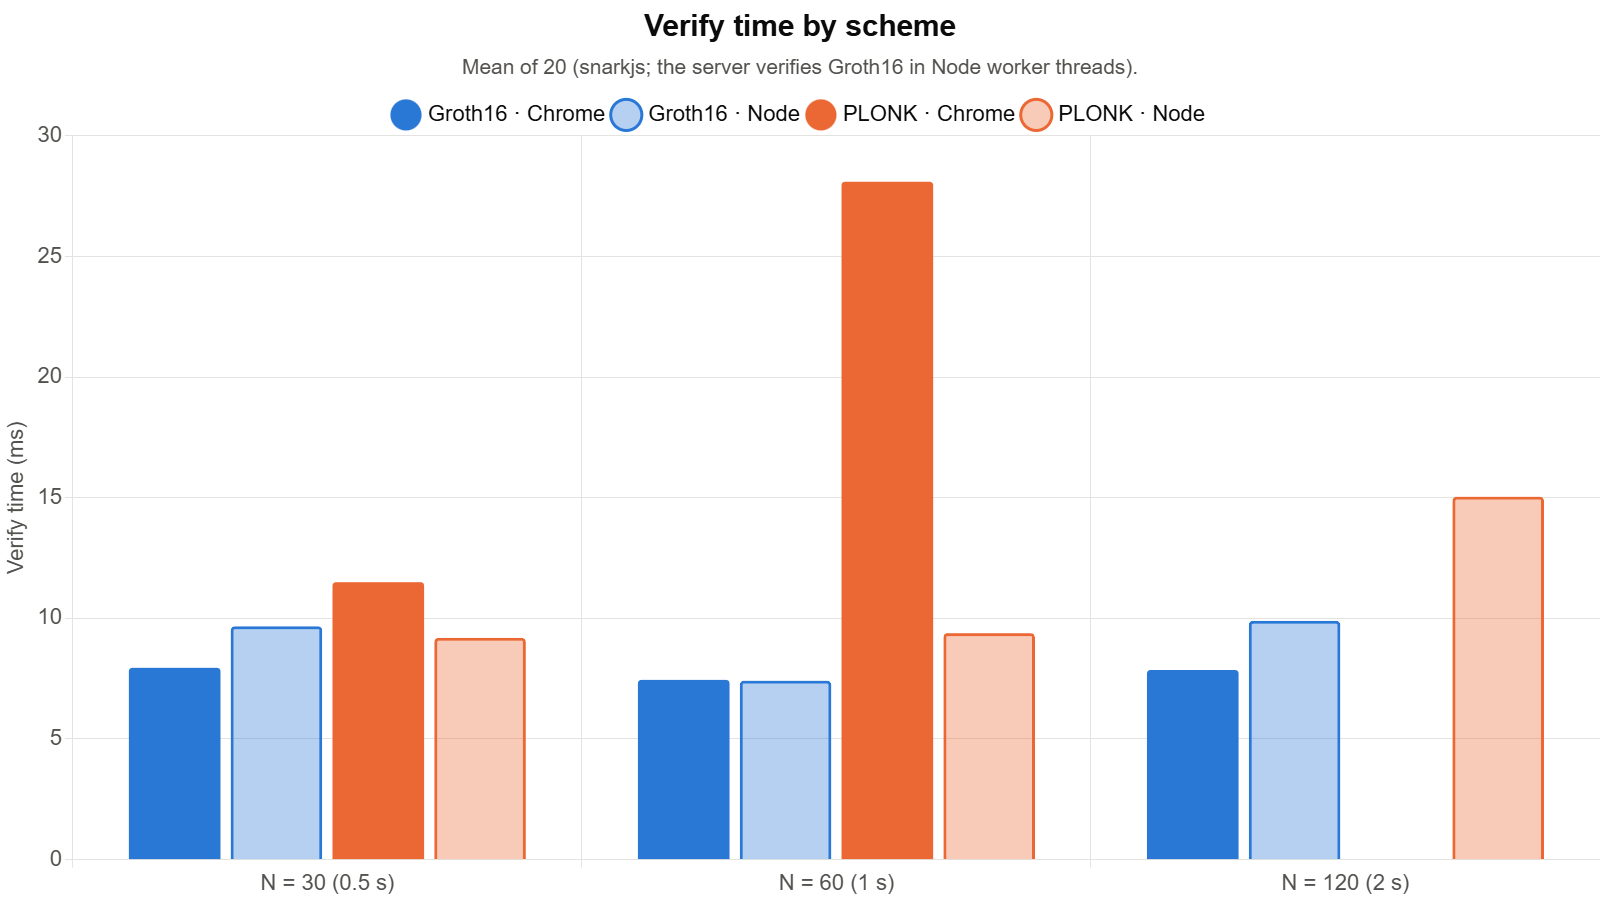 Verify time by scheme
Mean of 20 (snarkjs; the server verifies Groth16 in Node worker threads).
Groth16 · Chrome Groth16 · Node PLONK · Chrome PLONK · Node
Verify time (ms)
30
25
20
15
10
5
0
N = 30 (0.5 s) N = 60 (1 s) N = 120 (2 s)